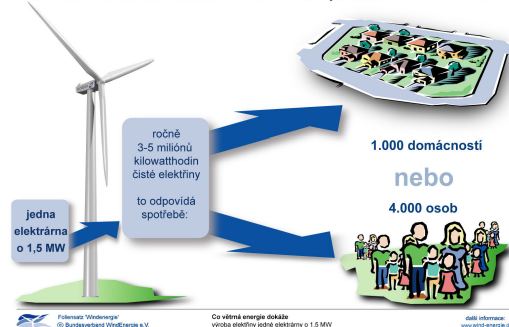 ročně
3-5 miliónů
kilowatthodin
čisté elektřiny
to odpovídá
spotřebě:
jedna
elektrárna
o 1,5 MW
1.000 domácností
nebo
4.000 osob
Foliensatz 'Windenergie'
© Bundesverband WindEnergie e.V.
Co větrná energie dokáže
výroba elektřiny jedné elektrárny o 1,5 MW
další informace: